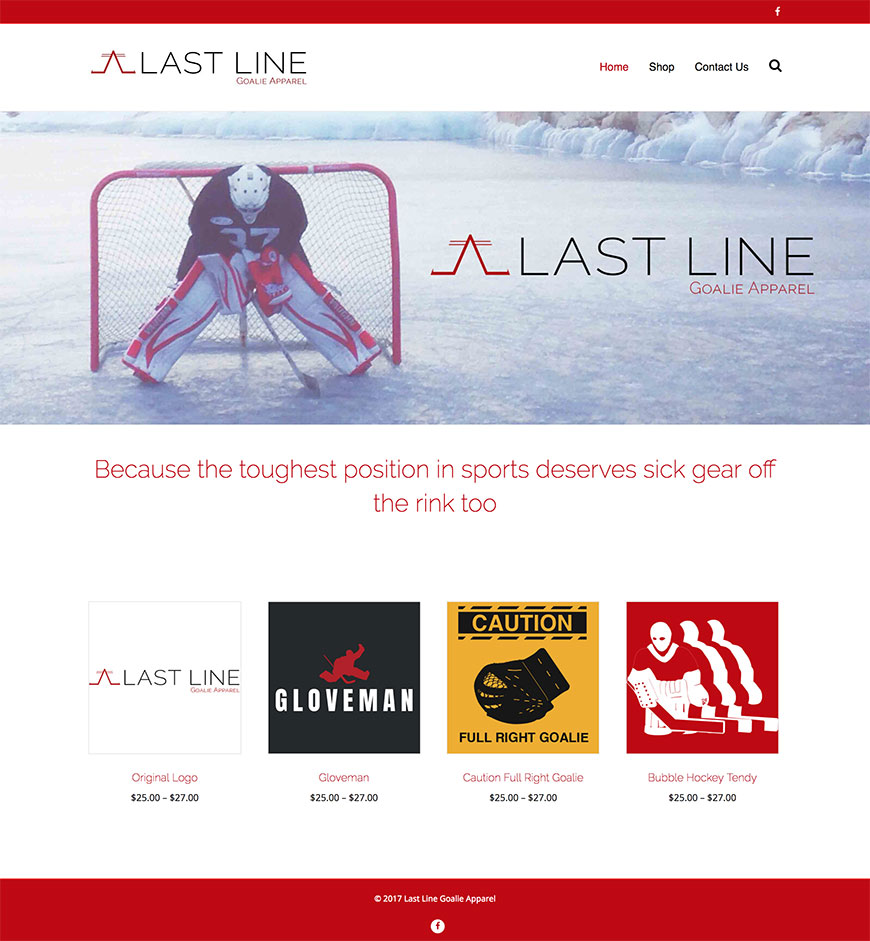 LAST LINE
GOALIE APPAREL
Home Shop Contact Us
37
LAST LINE
GOALIE APPAREL
Because the toughest position in sports deserves sick gear off
the rink too
LAST LINE
GOALIE APPAREL
GLOVEMAN
CAUTION
FULL RIGHT GOALIE
Original Logo
Gloveman
Caution Full Right Goalie
Bubble Hockey Tendy
$25.00 – $27.00
$25.00 – $27.00
$25.00 – $27.00
$25.00 – $27.00
© 2017 Last Line Goalie Apparel